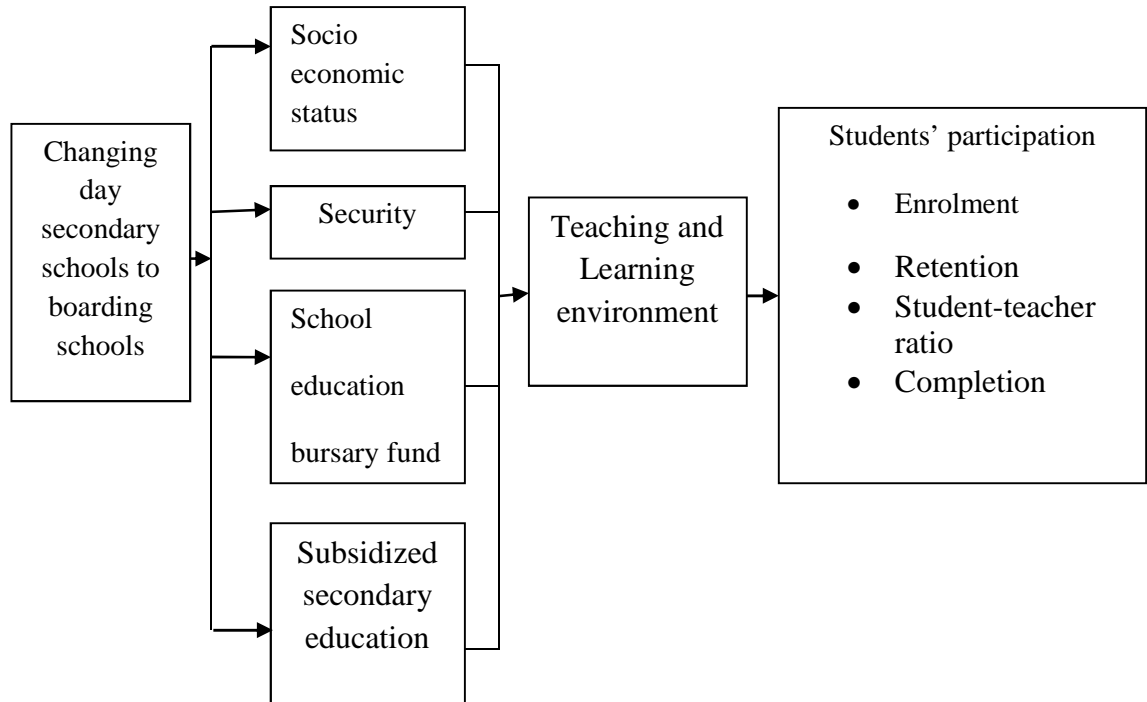 Changing
day
secondary
schools to
boarding
schools
Socio
economic
status
Security
School
education
bursary fund
Subsidized
secondary
education
Teaching and
Learning
environment
Students’ participation
• Enrolment
• Retention
• Student-teacher
ratio
• Completion